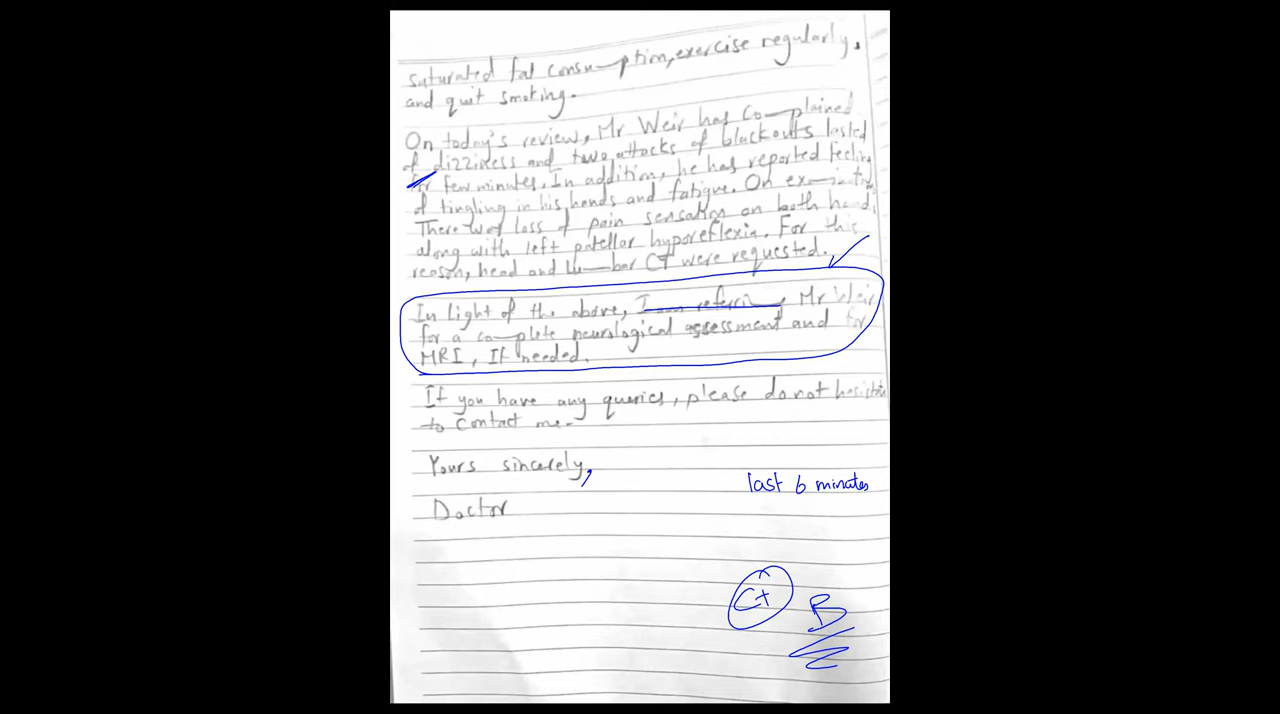 saturated fat consumption, exercise regularly,
and quit smoking.
On today's review, Mr Weir has complained
of dizziness and two attacks of blackouts lasted
for few minutes. In addition, he has reported feeling
of tingling in his hands and fatigue. On examination
There was loss of pain sensation on both hand,
along with left patellar hyporeflexia. For this
reason, head and lumbar CT were requested.
In Light of the above, I am referring Mr Weir
for a complete neurological assessment and for
MRI, If needed.
If you have any queries, please do not
to contact me.
Yours sincerely,
last 6 minutes
Doctor
C+
B